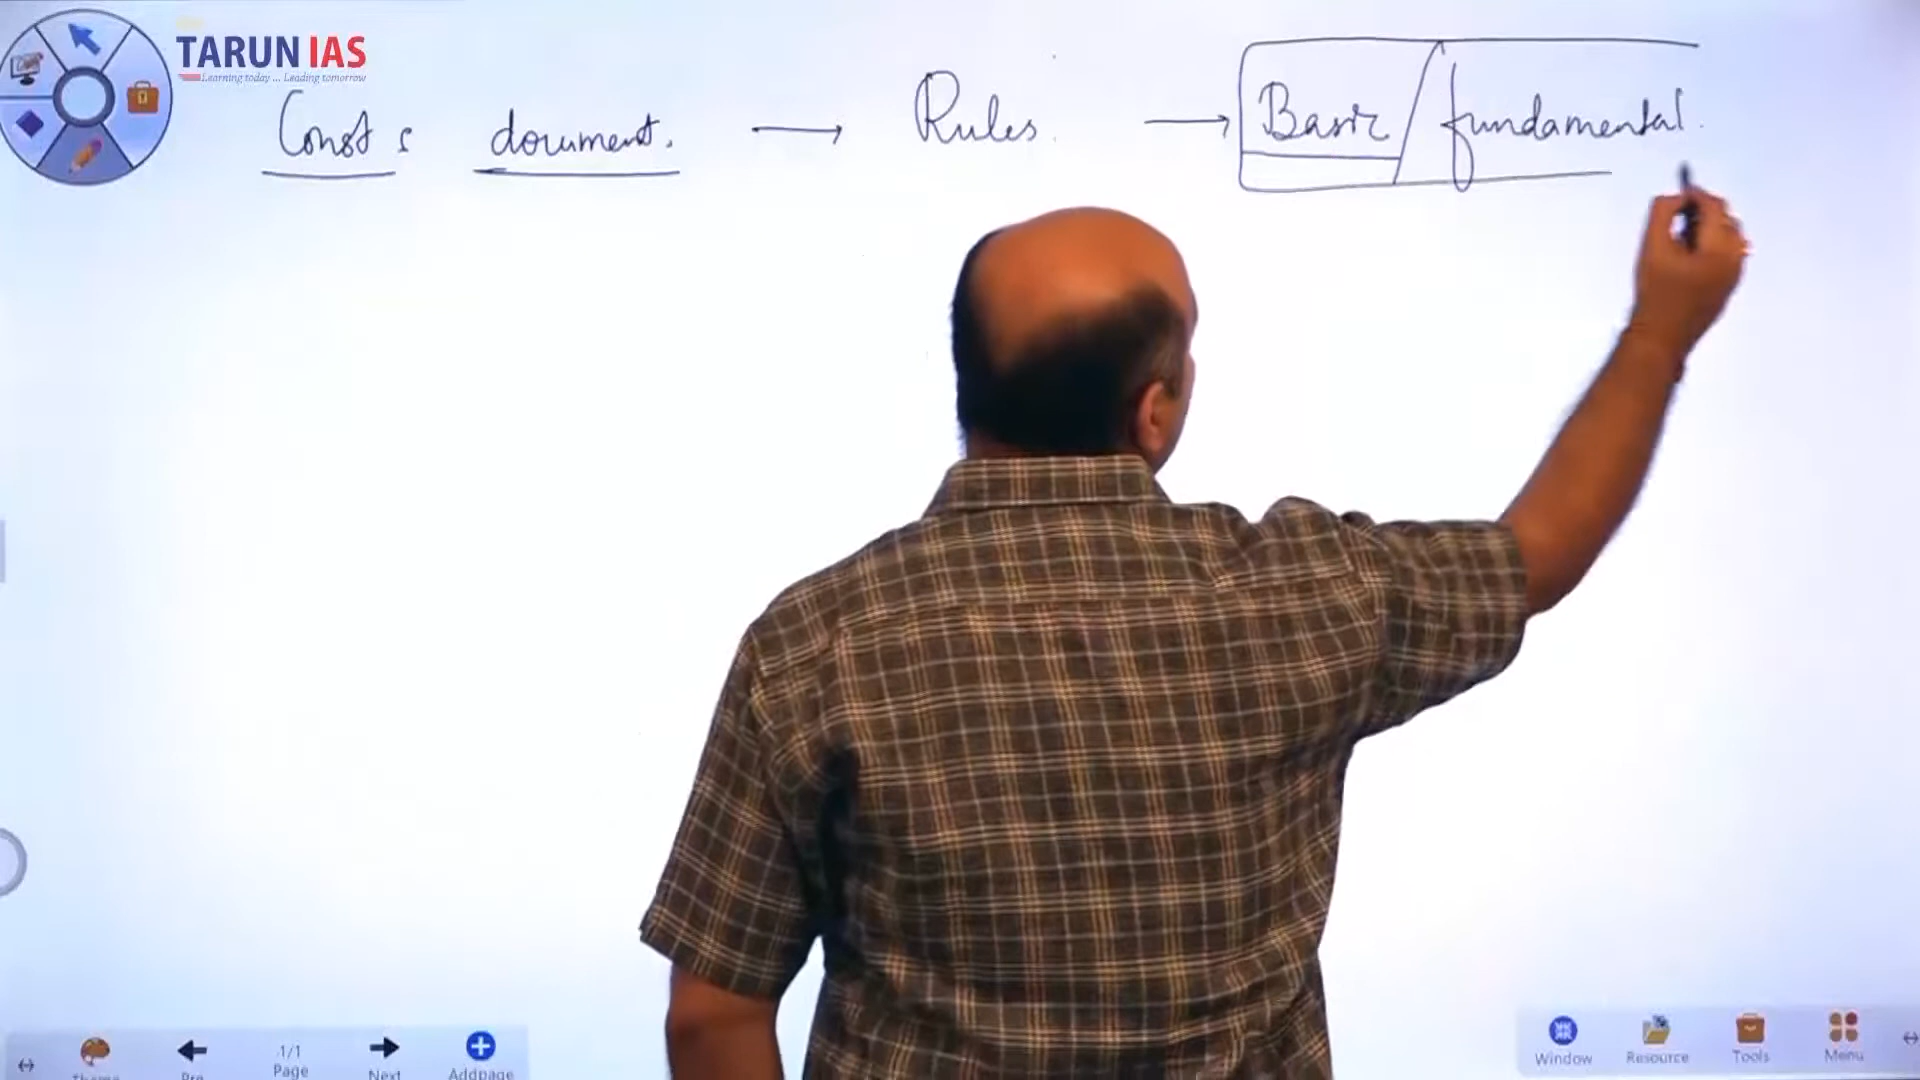 TARUN IAS
Learning today ... Leading tomorrow
Const : document. → Rules. → Basic / fundamental.
1/1
Page
Next
Addpage
Window
Resource
Tools
Menu